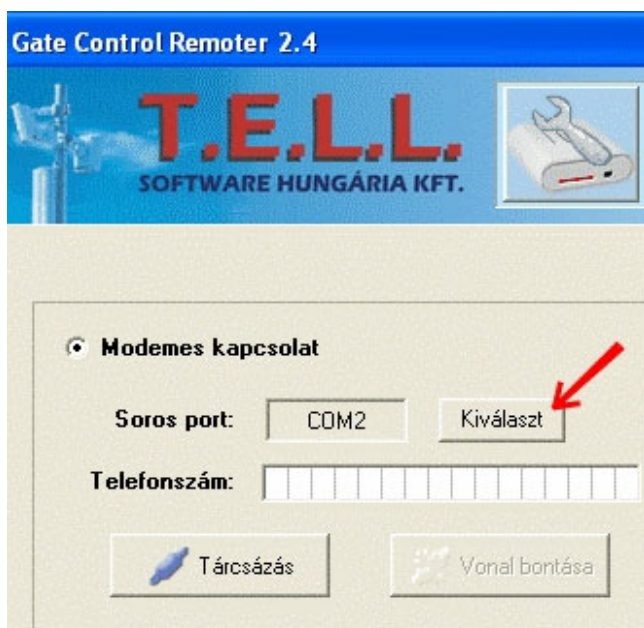 Gate Control Remoter 2.4
T.E.L.L.
SOFTWARE HUNGÁRIA KFT.
Modemes kapcsolat
Soros port: COM2 Kiválaszt
Telefonszám:
Tárcsázás Vonal bontása